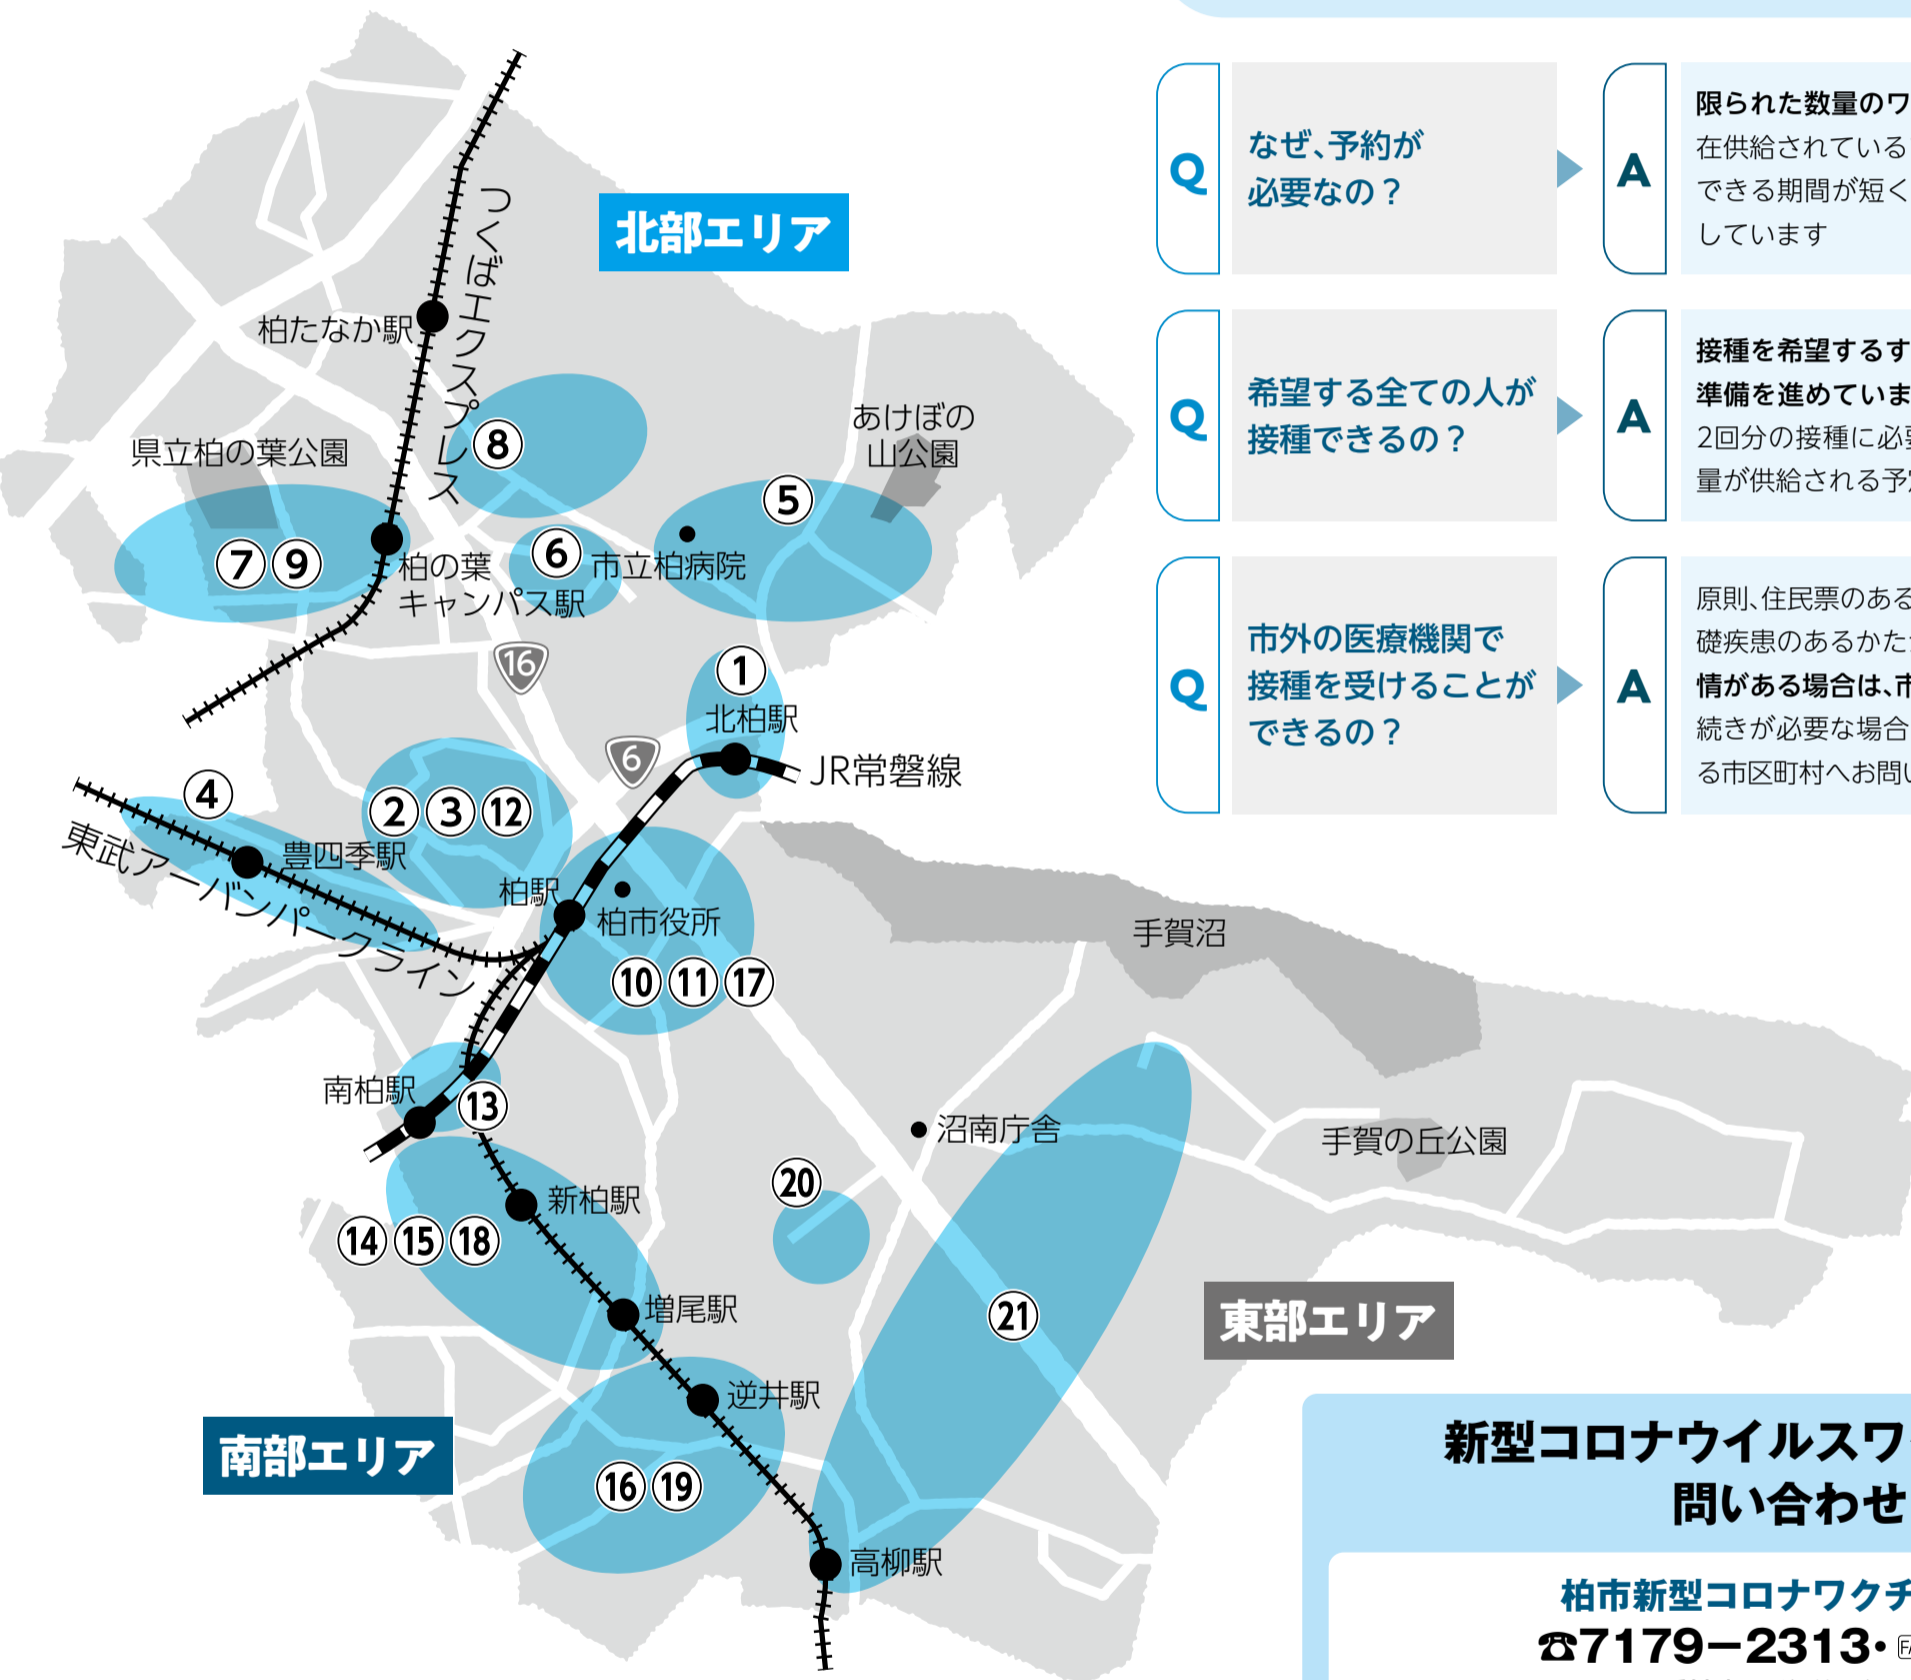 北部エリア
つくばエクスプレス
柏たなか駅
県立柏の葉公園
あけぼの
山公園
⑧
⑤
⑦⑨
⑥
市立柏病院
柏の葉
キャンパス駅
16
①
北柏駅
6
JR常磐線
④
②③⑫
豊四季駅
東武アーバンパークライン
柏駅
柏市役所
⑩⑪⑰
手賀沼
南柏駅
⑬
沼南庁舎
手賀の丘公園
⑳
新柏駅
⑭⑮⑱
増尾駅
㉑
東部エリア
逆井駅
南部エリア
⑯⑲
高柳駅
Q
なぜ、予約が
必要なの？
A
限られた数量のワ
在供給されている
できる期間が短く
しています
Q
希望する全ての人が
接種できるの？
A
接種を希望するす
準備を進めていま
2回分の接種に必
量が供給される予
Q
市外の医療機関で
接種を受けることが
できるの？
A
原則、住民票のある
礎疾患のあるかた
情がある場合は、市
続きが必要な場合
る市区町村へお問
新型コロナウイルスワ
問い合わせ
柏市新型コロナワクチ
☎7179−2313・